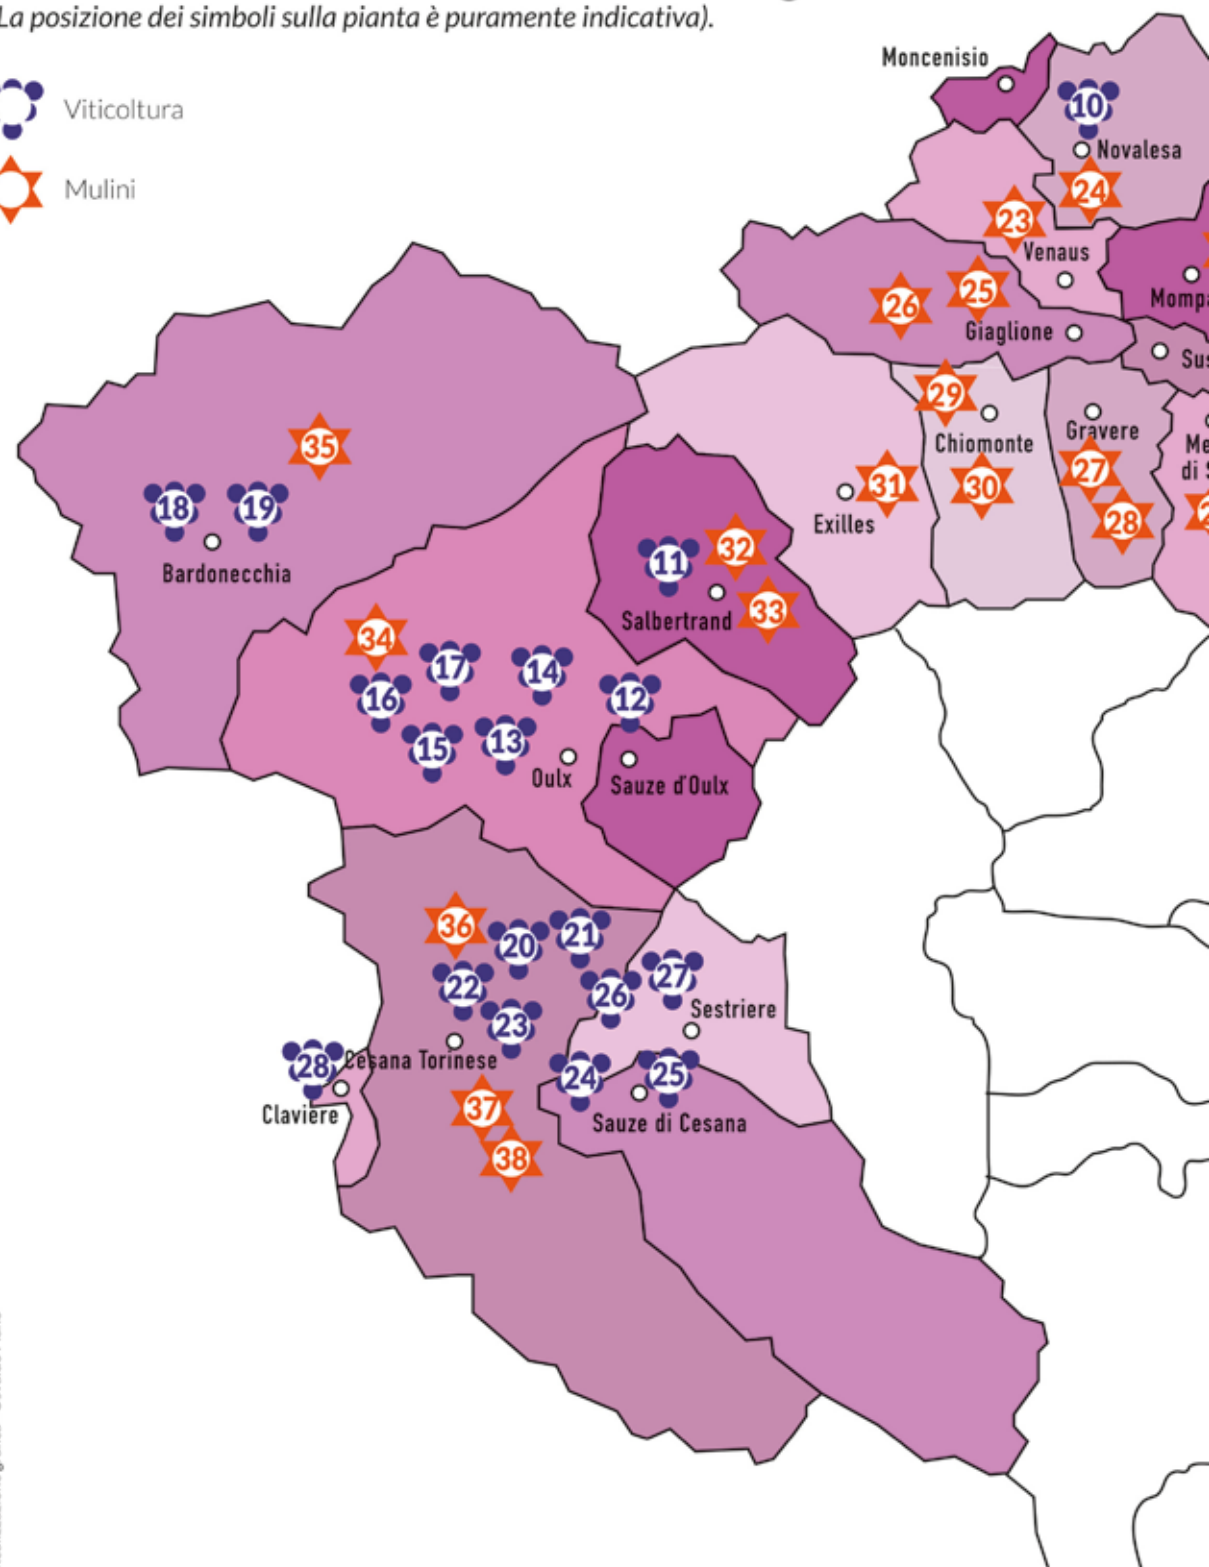 La posizione dei simboli sulla pianta è puramente indicativa).
Viticoltura
Mulini
Moncenisio
10
Novalesa
24
23
Venaus
26
25
Giaglione
29
Chiomonte
30
Gravere
27
28
31
Exilles
35
18
19
Bardonecchia
11
32
Salbertrand
33
34
17
14
16
12
15
13
Oulx
Sauze d'Oulx
36
20
21
22
23
26
27
Sestriere
28
Cesana Torinese
Claviere
24
25
Sauze di Cesana
37
38